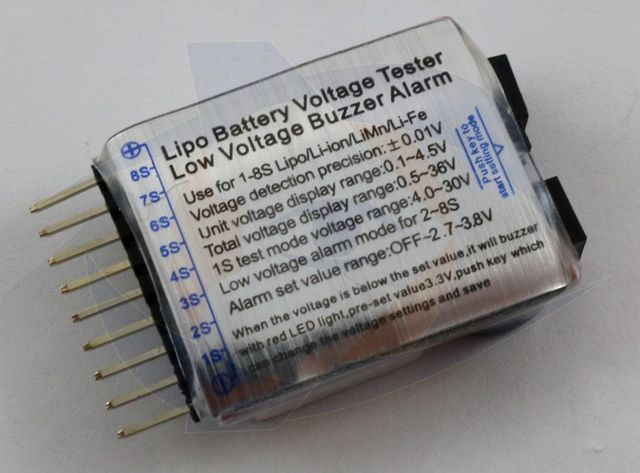 Lipo Battery Voltage Tester
Low Voltage Buzzer Alarm
Use for 1-8S Lipo/Li-ion/LiMn/Li-Fe
Voltage detection precision:±0.01V
Unit voltage display range:0.1~4.5V
Total voltage display range:0.5~36V
1S test mode voltage range:4.0~30V
Low voltage alarm mode for 2~8S
Alarm set value range:OFF~2.7~3.8V
When the voltage is below the set value,it will buzzer
with red LED light,pre-set value3.3V,push key which
can change the voltage settings and save
Push key to
start setting mode
⊕
8S-
7S-
6S-
5S-
4S-
3S-
2S-
1S-
⊖